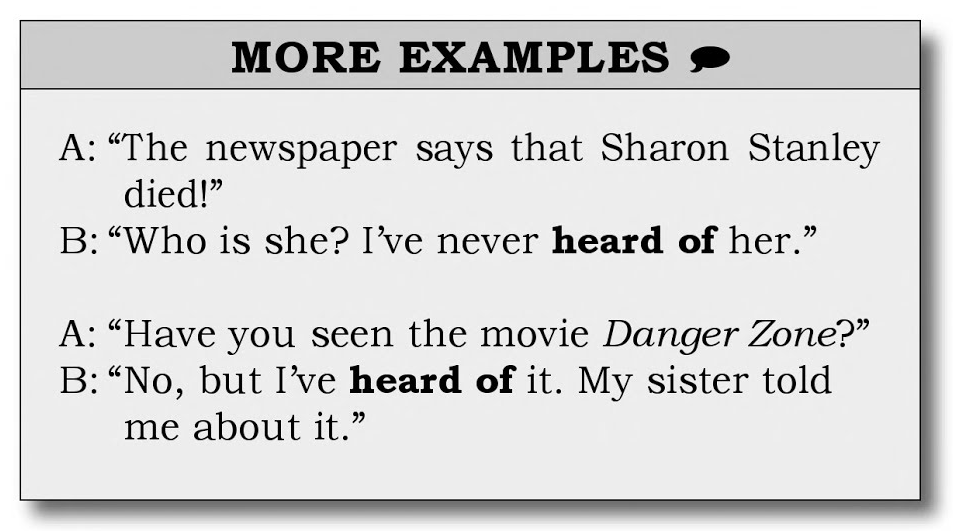 MORE EXAMPLES
A: “The newspaper says that Sharon Stanley
died!”
B: “Who is she? I’ve never heard of her.”
A: “Have you seen the movie Danger Zone?”
B: “No, but I’ve heard of it. My sister told
me about it.”